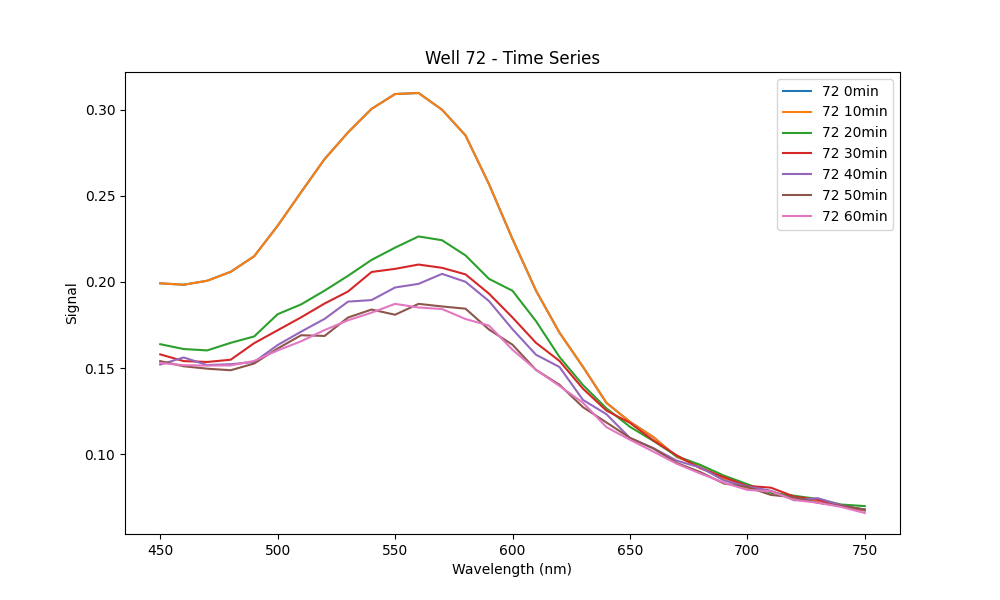 Well 72 - Time Series
72 0min
72 10min
72 20min
72 30min
72 40min
72 50min
72 60min
Signal
0.30
0.25
0.20
0.15
0.10
450 500 550 600 650 700 750
Wavelength (nm)